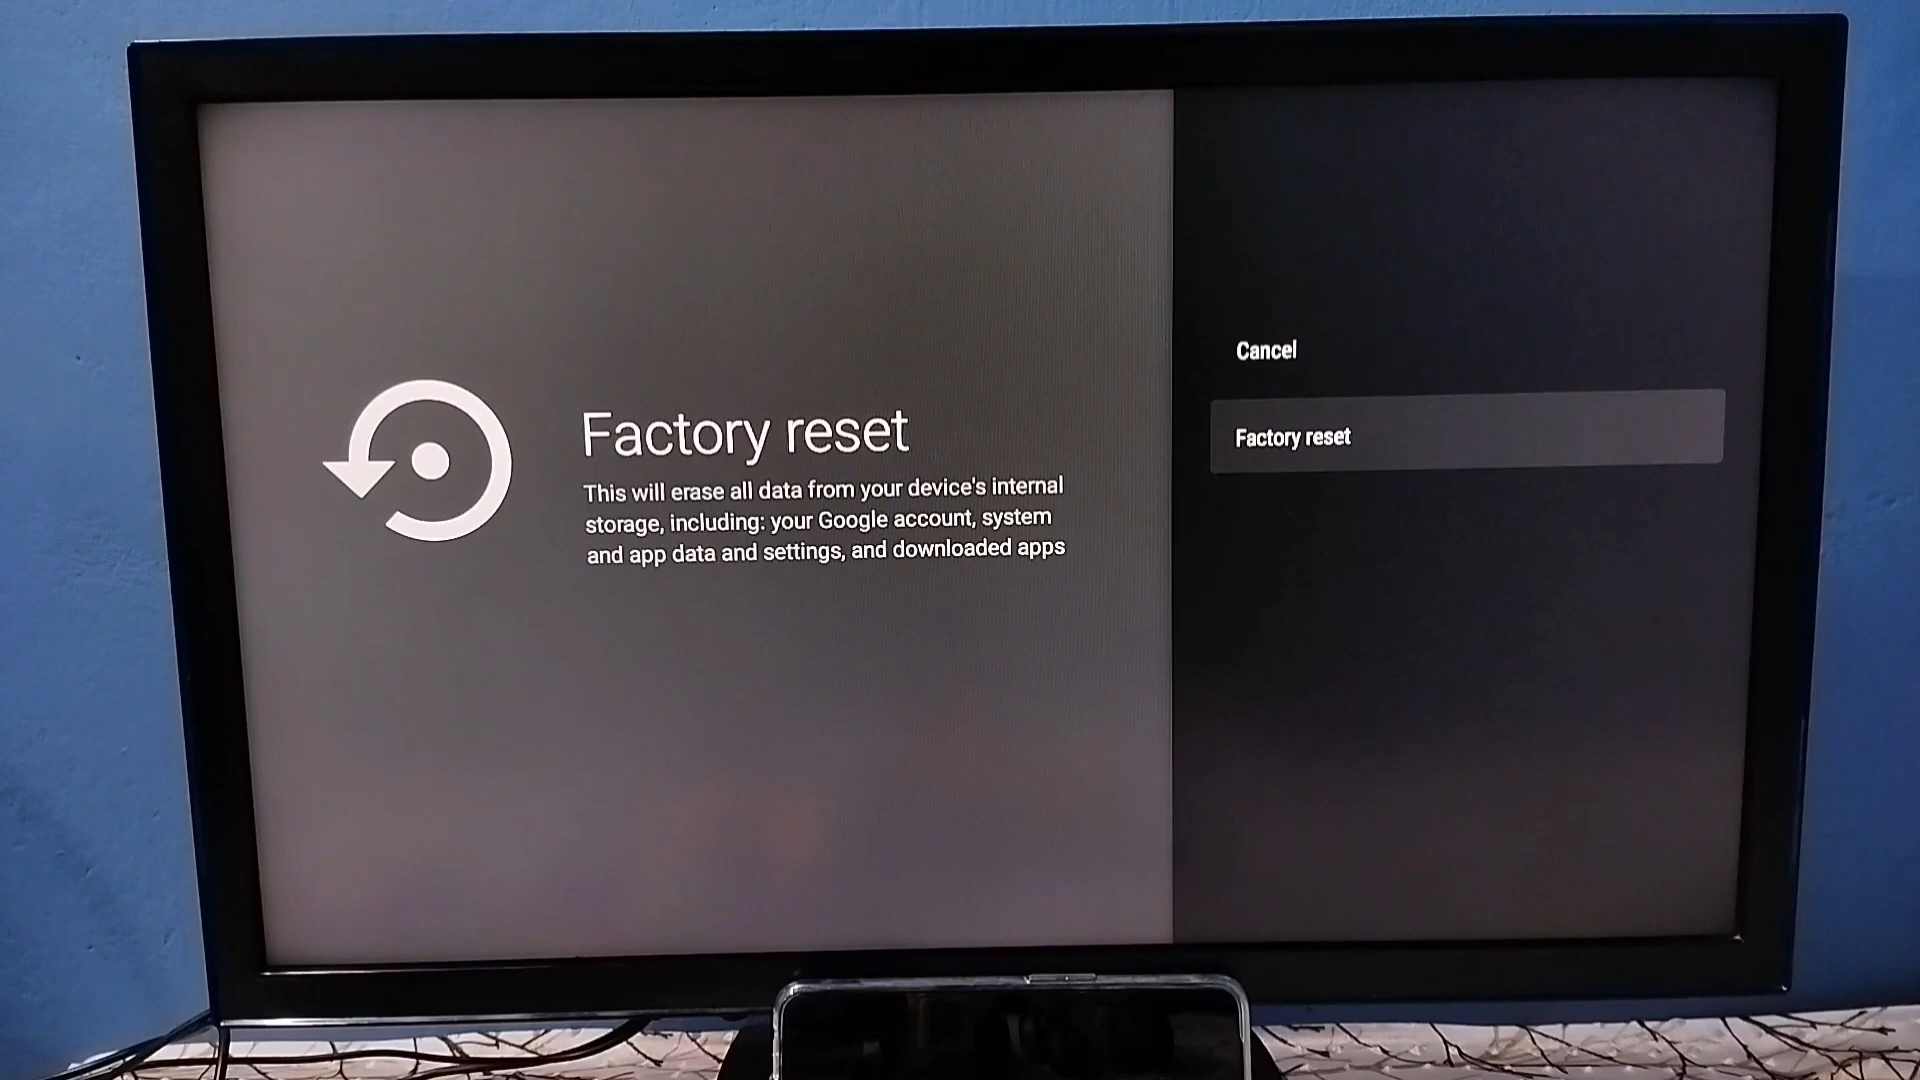 Factory reset
This will erase all data from your device's internal
storage, including: your Google account, system
and app data and settings, and downloaded apps
Cancel
Factory reset